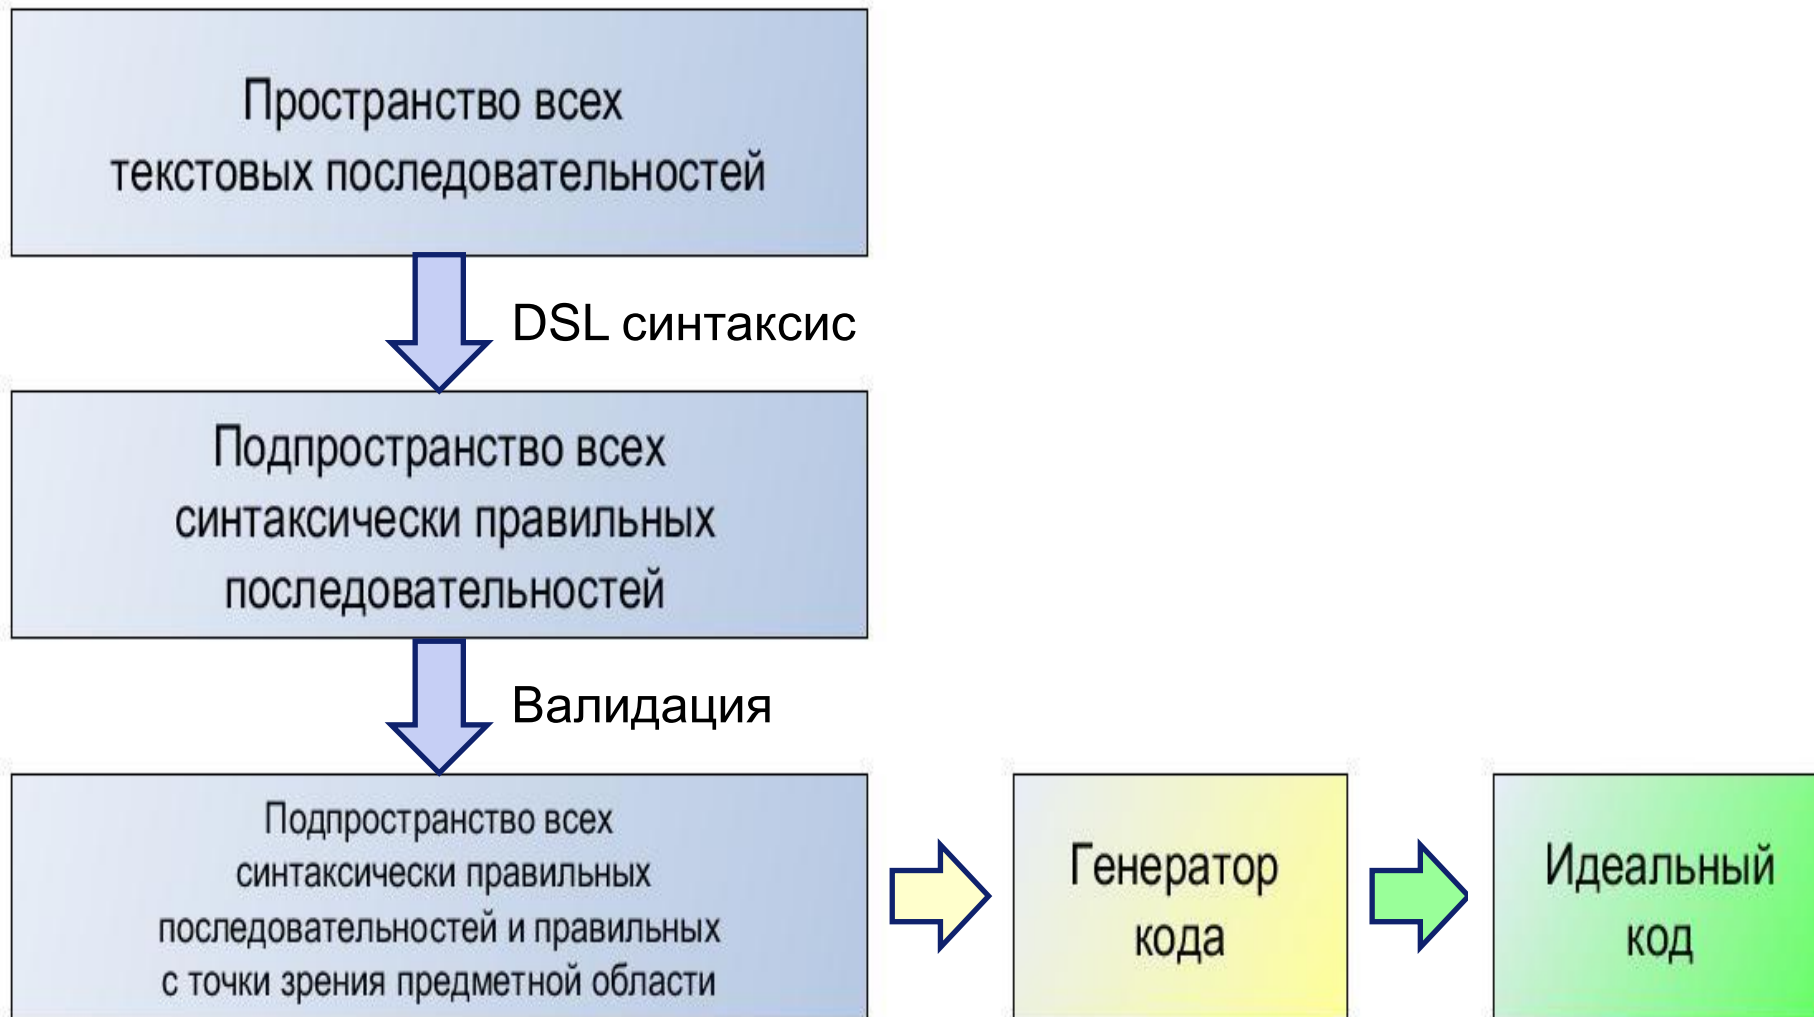 Пространство всех
текстовых последовательностей
DSL синтаксис
Подпространство всех
синтаксически правильных
последовательностей
Валидация
Подпространство всех
синтаксически правильных
последовательностей и правильных
с точки зрения предметной области
Генератор
кода
Идеальный
код